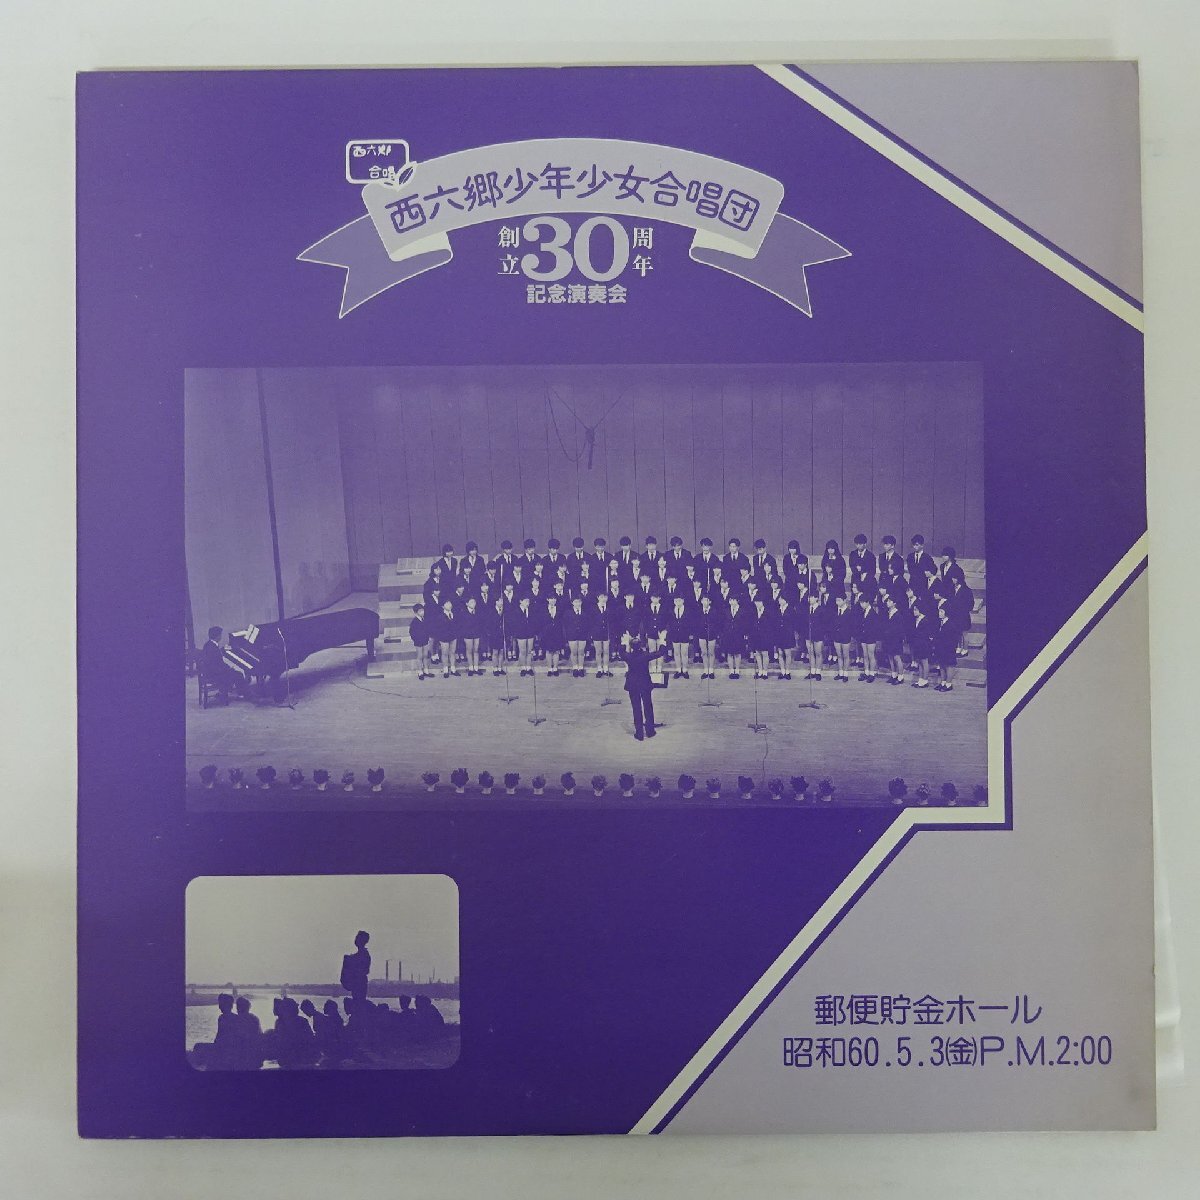 西六郷
合唱
西六郷少年少女合唱団
創立30周年
記念演奏会
郵便貯金ホール
昭和60.5.3㈮P.M.2:00